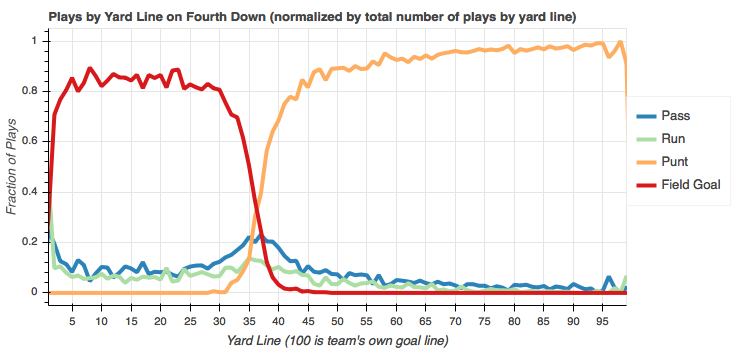 Plays by Yard Line on Fourth Down (normalized by total number of plays by yard line)
1
0.8
0.6
0.4
0.2
0
Fraction of Plays
5 10 15 20 25 30 35 40 45 50 55 60 65 70 75 80 85 90 95
Yard Line (100 is team's own goal line)
Pass
Run
Punt
Field Goal